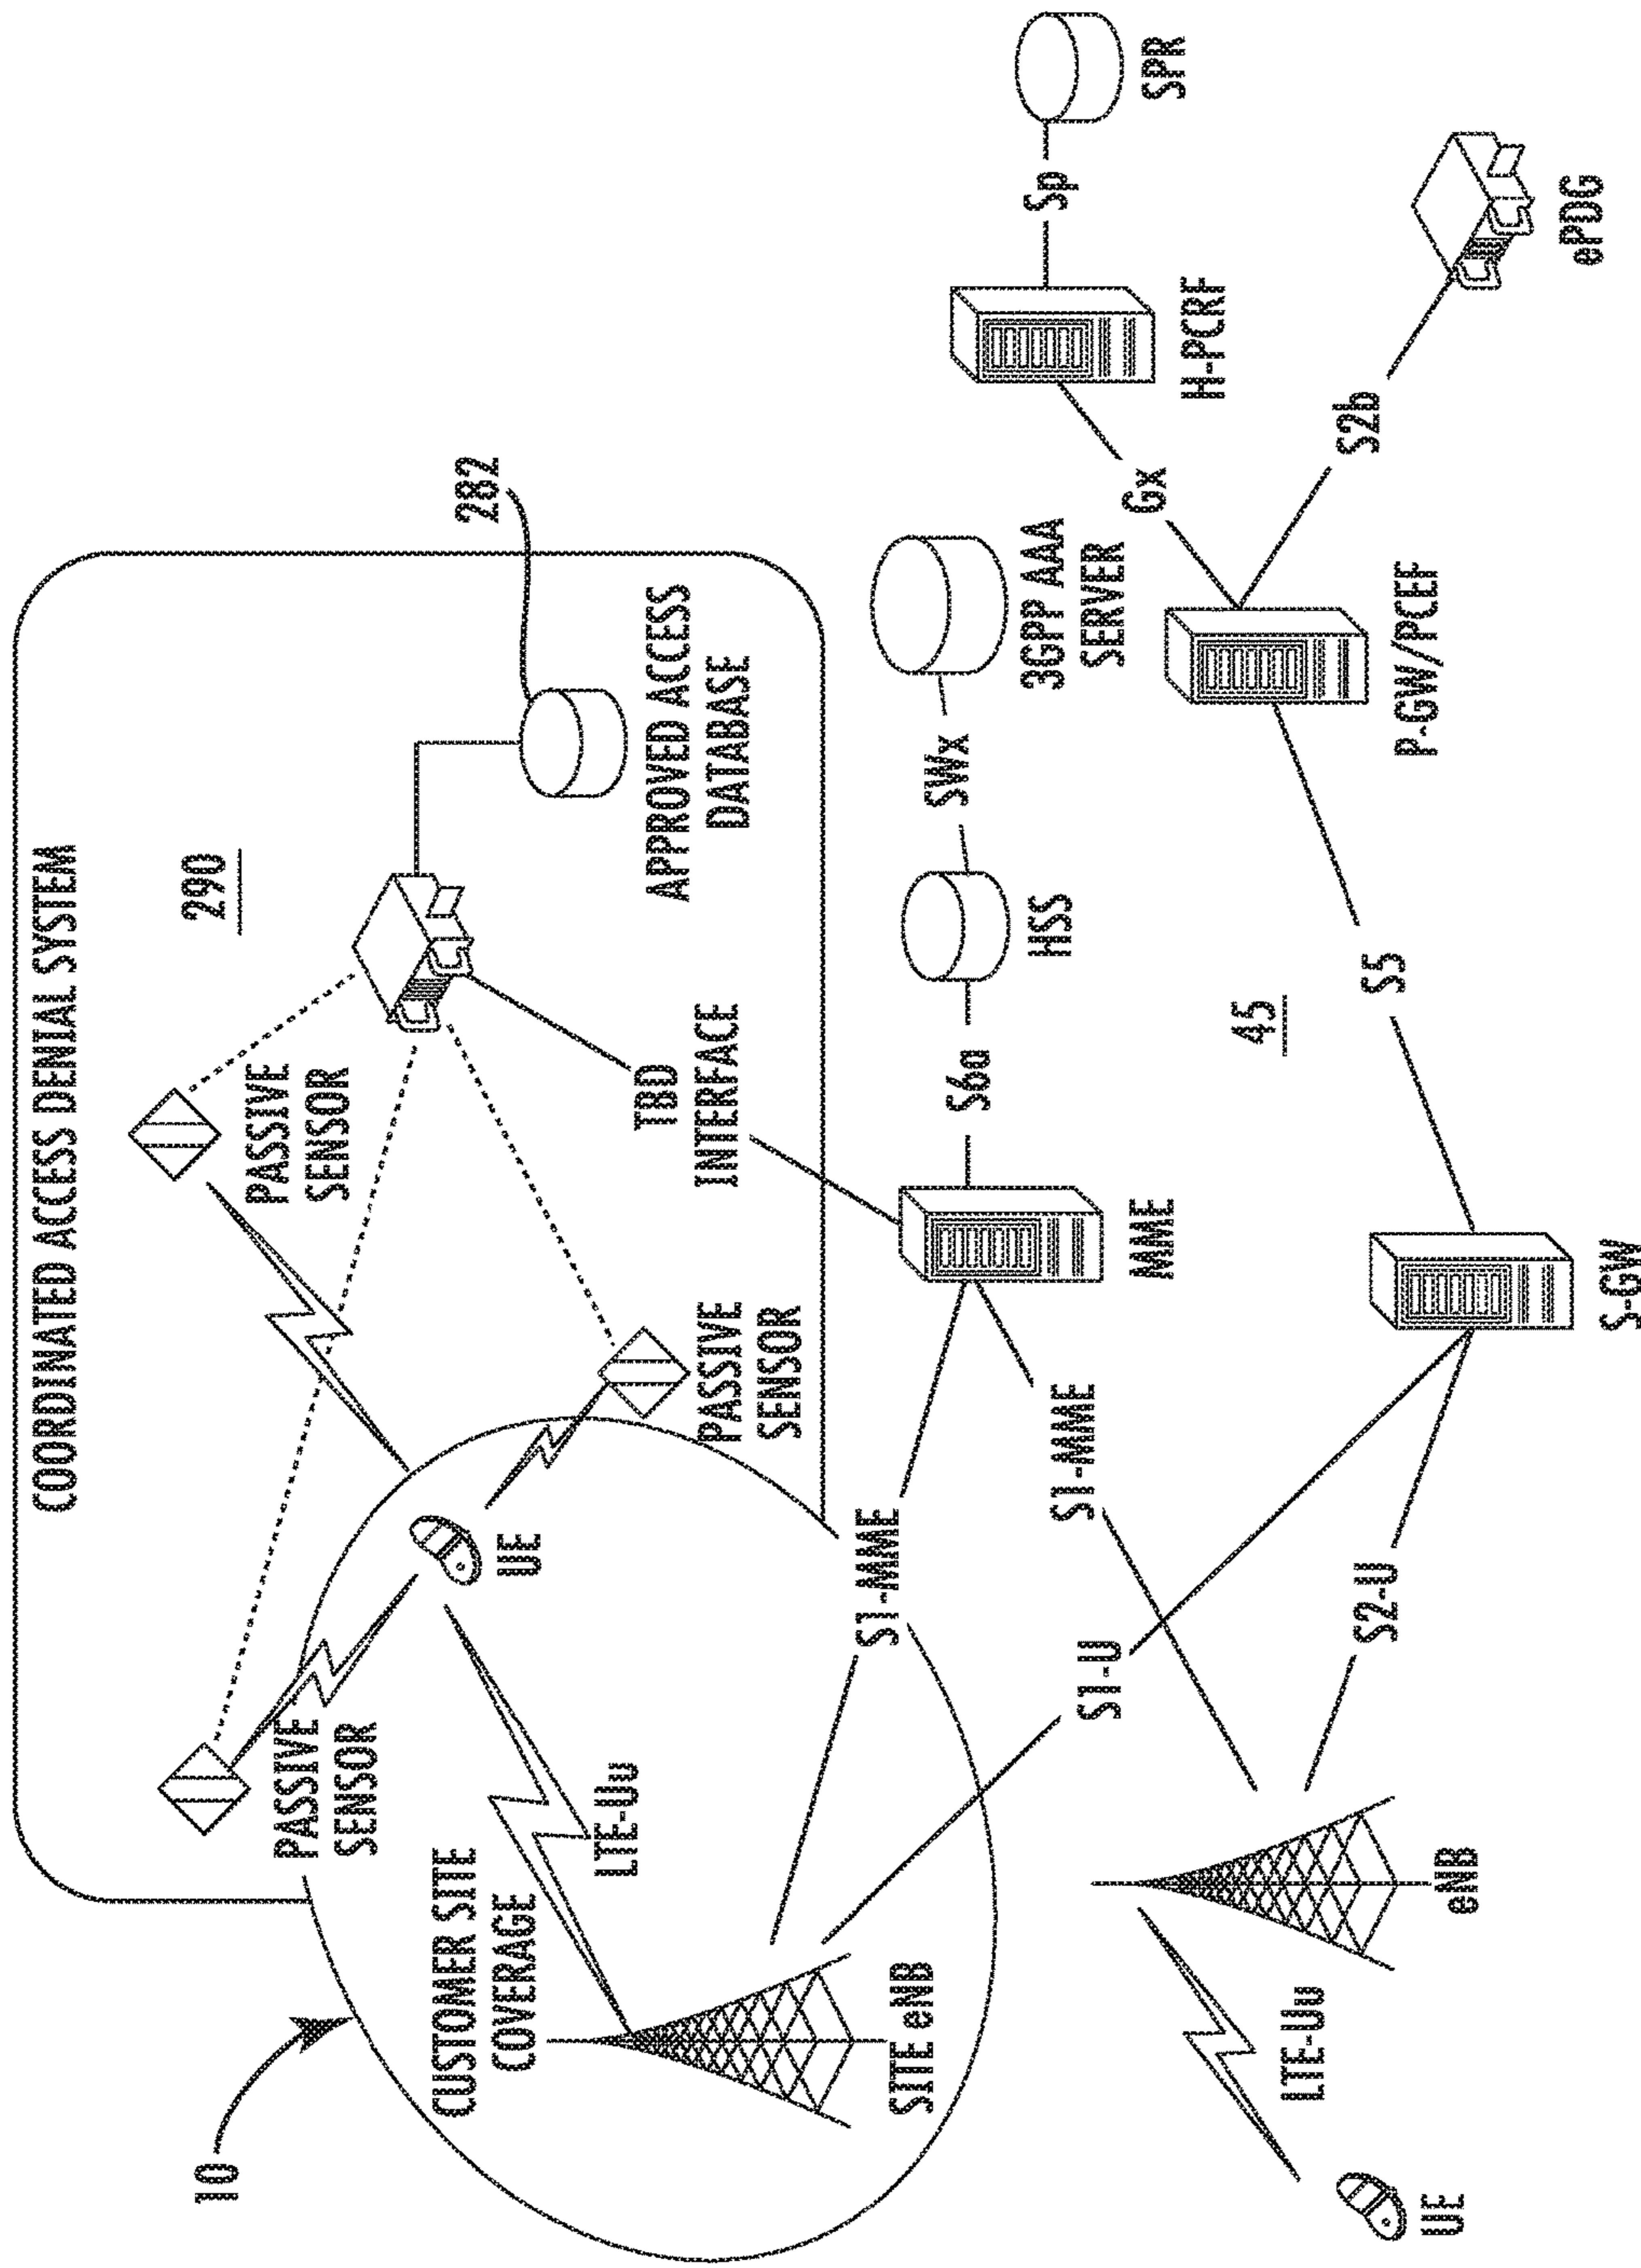 COORDINATED ACCESS DENIAL SYSTEM
290
282
PASSIVE
SENSOR
PASSIVE
SENSOR
PASSIVE
SENSOR
APPROVED ACCESS
DATABASE
TBD
INTERFACE
10
CUSTOMER SITE
COVERAGE
UE
LTE-Uu
SITE eNB
S1-MME
S1-MME
MME
S6a
HSS
SWx
3GPP AAA
SERVER
H-PCRF
Sp
SPR
Gx
S1-U
S2-U
45
S5
P-GW/PCEF
S2b
ePDG
S-GW
eNB
LTE-Uu
UE